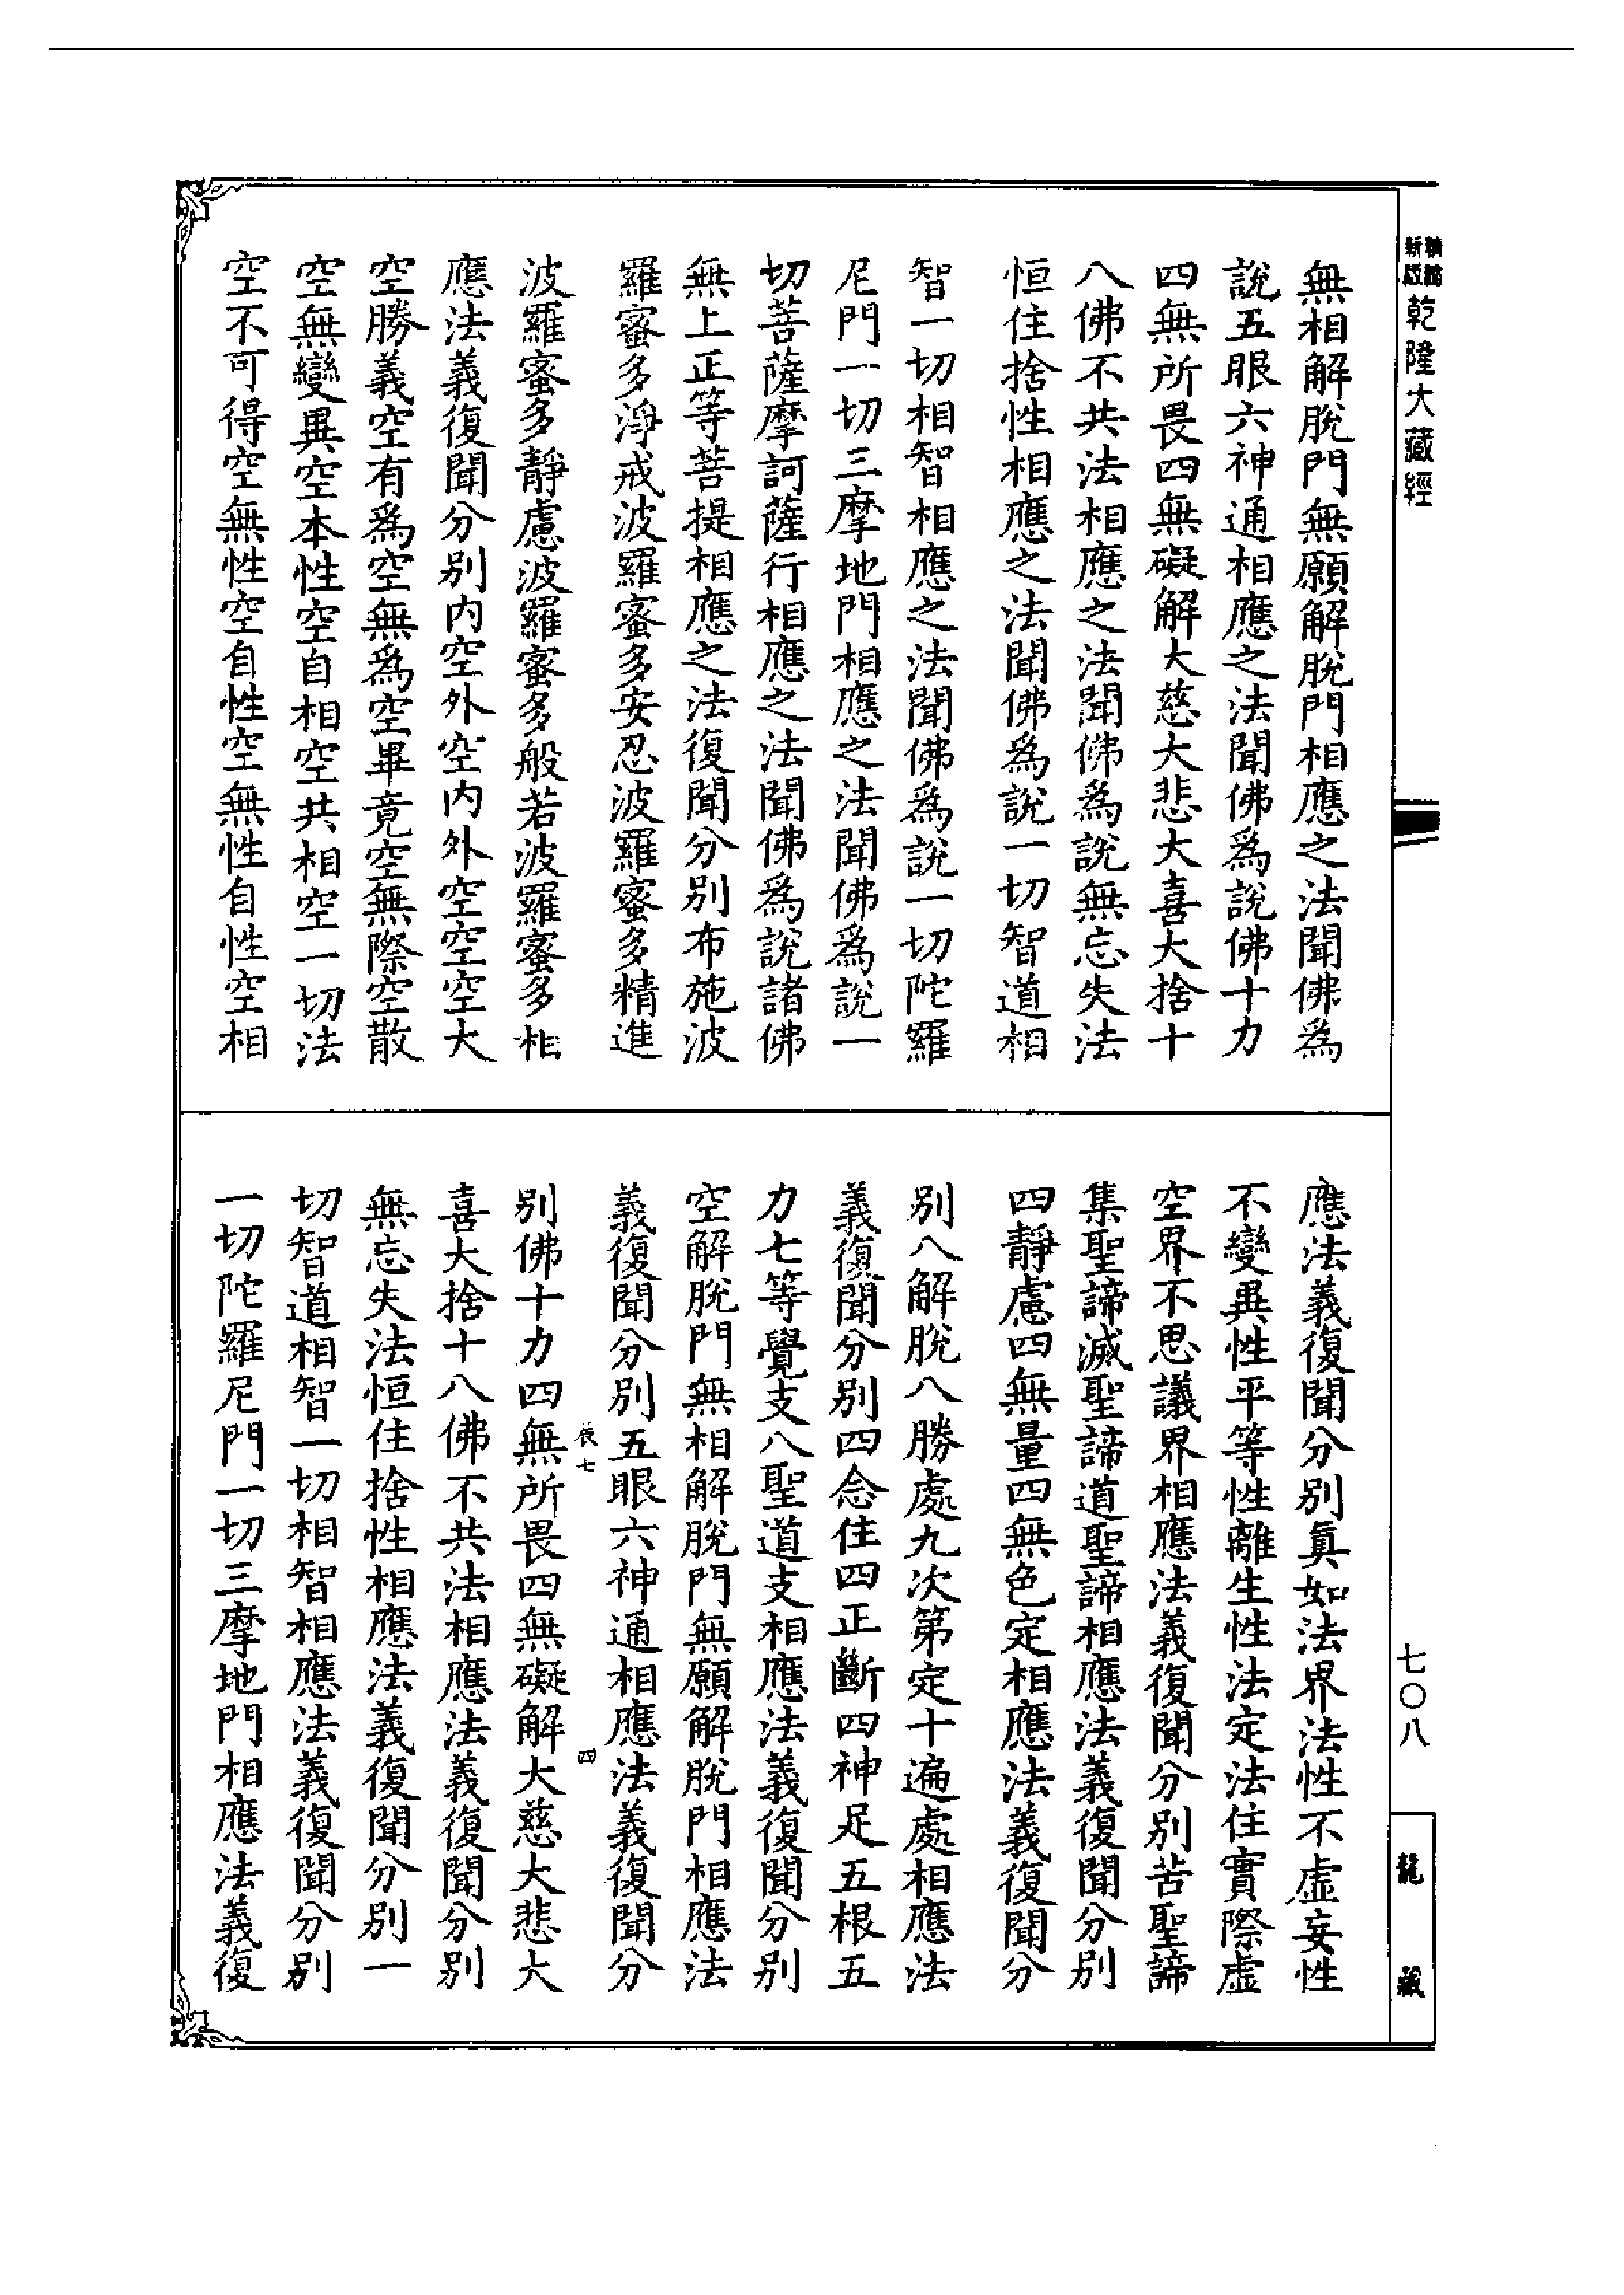 新版
精縮
乾隆大藏經
無相解脫門無願解脫門相應之法聞佛為
說五眼六神通相應之法聞佛為說佛十力
四無所畏四無礙解大慈大悲大喜大捨十
八佛不共法相應之法聞佛為說無忘失法
恒住捨性相應之法聞佛為說一切智道相
智一切相智相應之法聞佛為說一切陀羅
尼門一切三摩地門相應之法聞佛為說一
切菩薩摩訶薩行相應之法聞佛為說諸佛
無上正等菩提相應之法復聞分別布施波
羅蜜多淨戒波羅蜜多安忍波羅蜜多精進
波羅蜜多靜慮波羅蜜多般若波羅蜜多相
應法義復聞分別內空外空內外空空空大
空勝義空有為空無為空畢竟空無際空散
空無變異空本性空自相空共相空一切法
空不可得空無性空自性空無性自性空相
應法義復聞分別真如法界法性不虛妄性
不變異性平等性離生性法定法住實際虛
空界不思議界相應法義復聞分別苦聖諦
集聖諦滅聖諦道聖諦相應法義復聞分別
四靜慮四無量四無色定相應法義復聞分
別八解脫八勝處九次第定十遍處相應法
義復聞分別四念住四正斷四神足五根五
力七等覺支八聖道支相應法義復聞分別
空解脫門無相解脫門無願解脫門相應法
義復聞分別五眼六神通相應法義復聞分
辰七 四
別佛十力四無所畏四無礙解大慈大悲大
喜大捨十八佛不共法相應法義復聞分別
無忘失法恒住捨性相應法義復聞分別一
切智道相智一切相智相應法義復聞分別
一切陀羅尼門一切三摩地門相應法義復
七〇八
龍藏